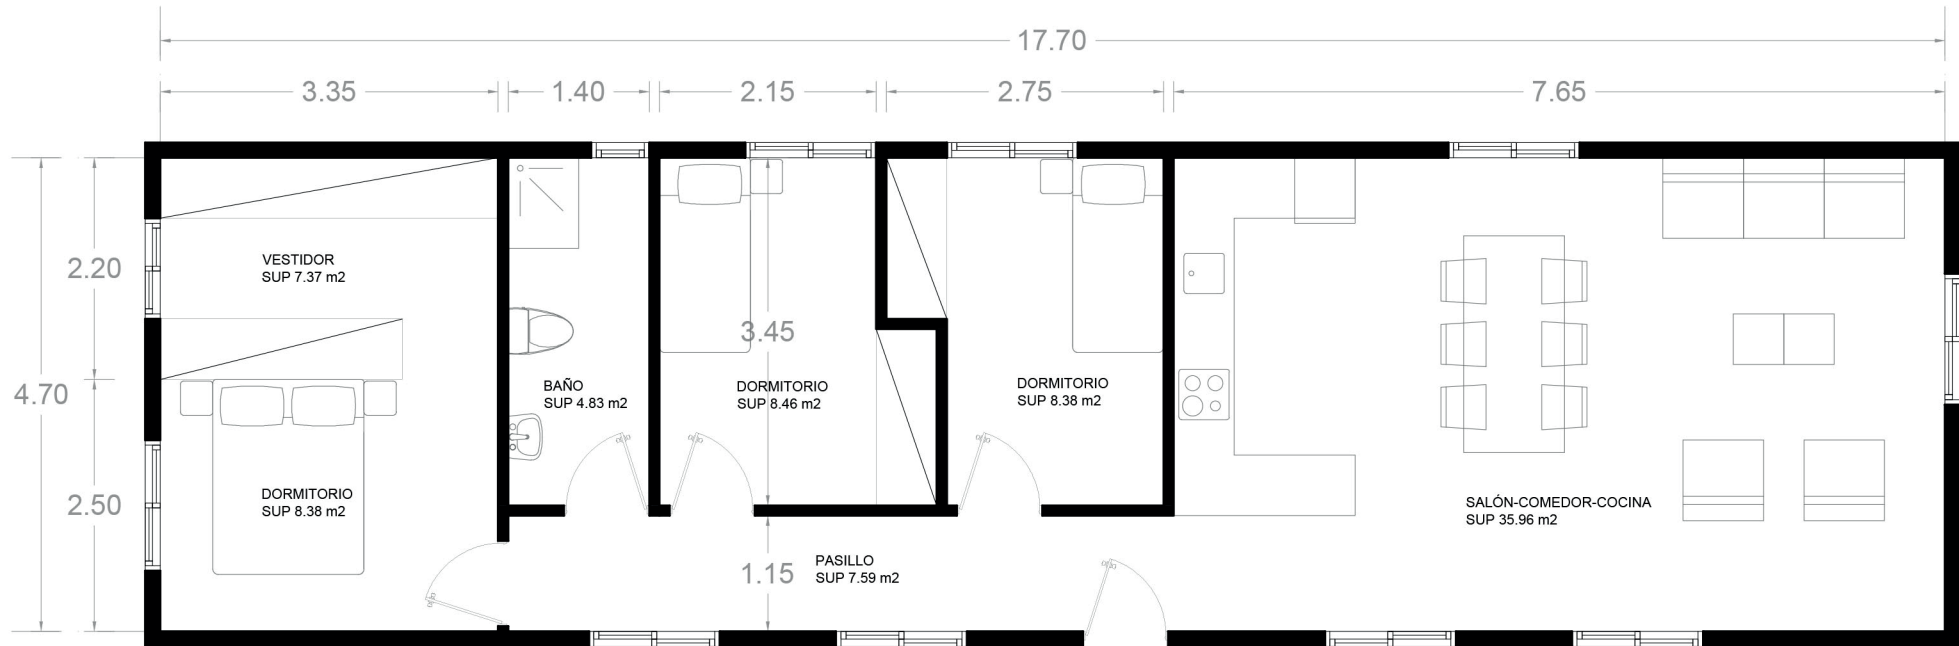 17.70
3.35
1.40
2.15
2.75
7.65
VESTIDOR
SUP 7.37 m2
2.20
3.45
4.70
BAÑO
SUP 4.83 m2
DORMITORIO
SUP 8.46 m2
DORMITORIO
SUP 8.38 m2
DORMITORIO
SUP 8.38 m2
2.50
SALÓN-COMEDOR-COCINA
SUP 35.96 m2
PASILLO
SUP 7.59 m2
1.15